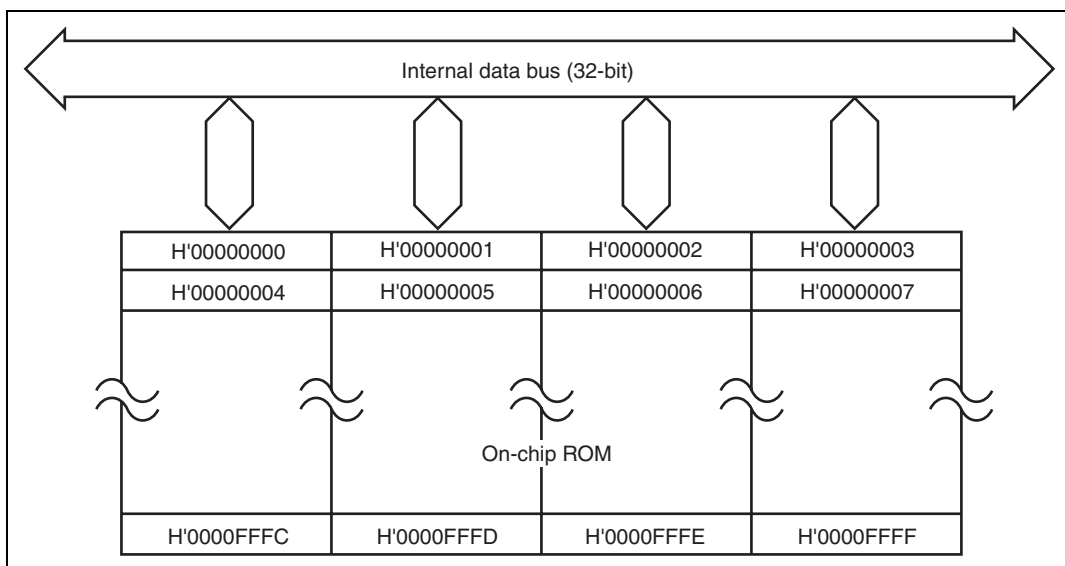 Internal data bus (32-bit)
H'00000000 H'00000001 H'00000002 H'00000003
H'00000004 H'00000005 H'00000006 H'00000007
On-chip ROM
H'0000FFFC H'0000FFFD H'0000FFFE H'0000FFFF